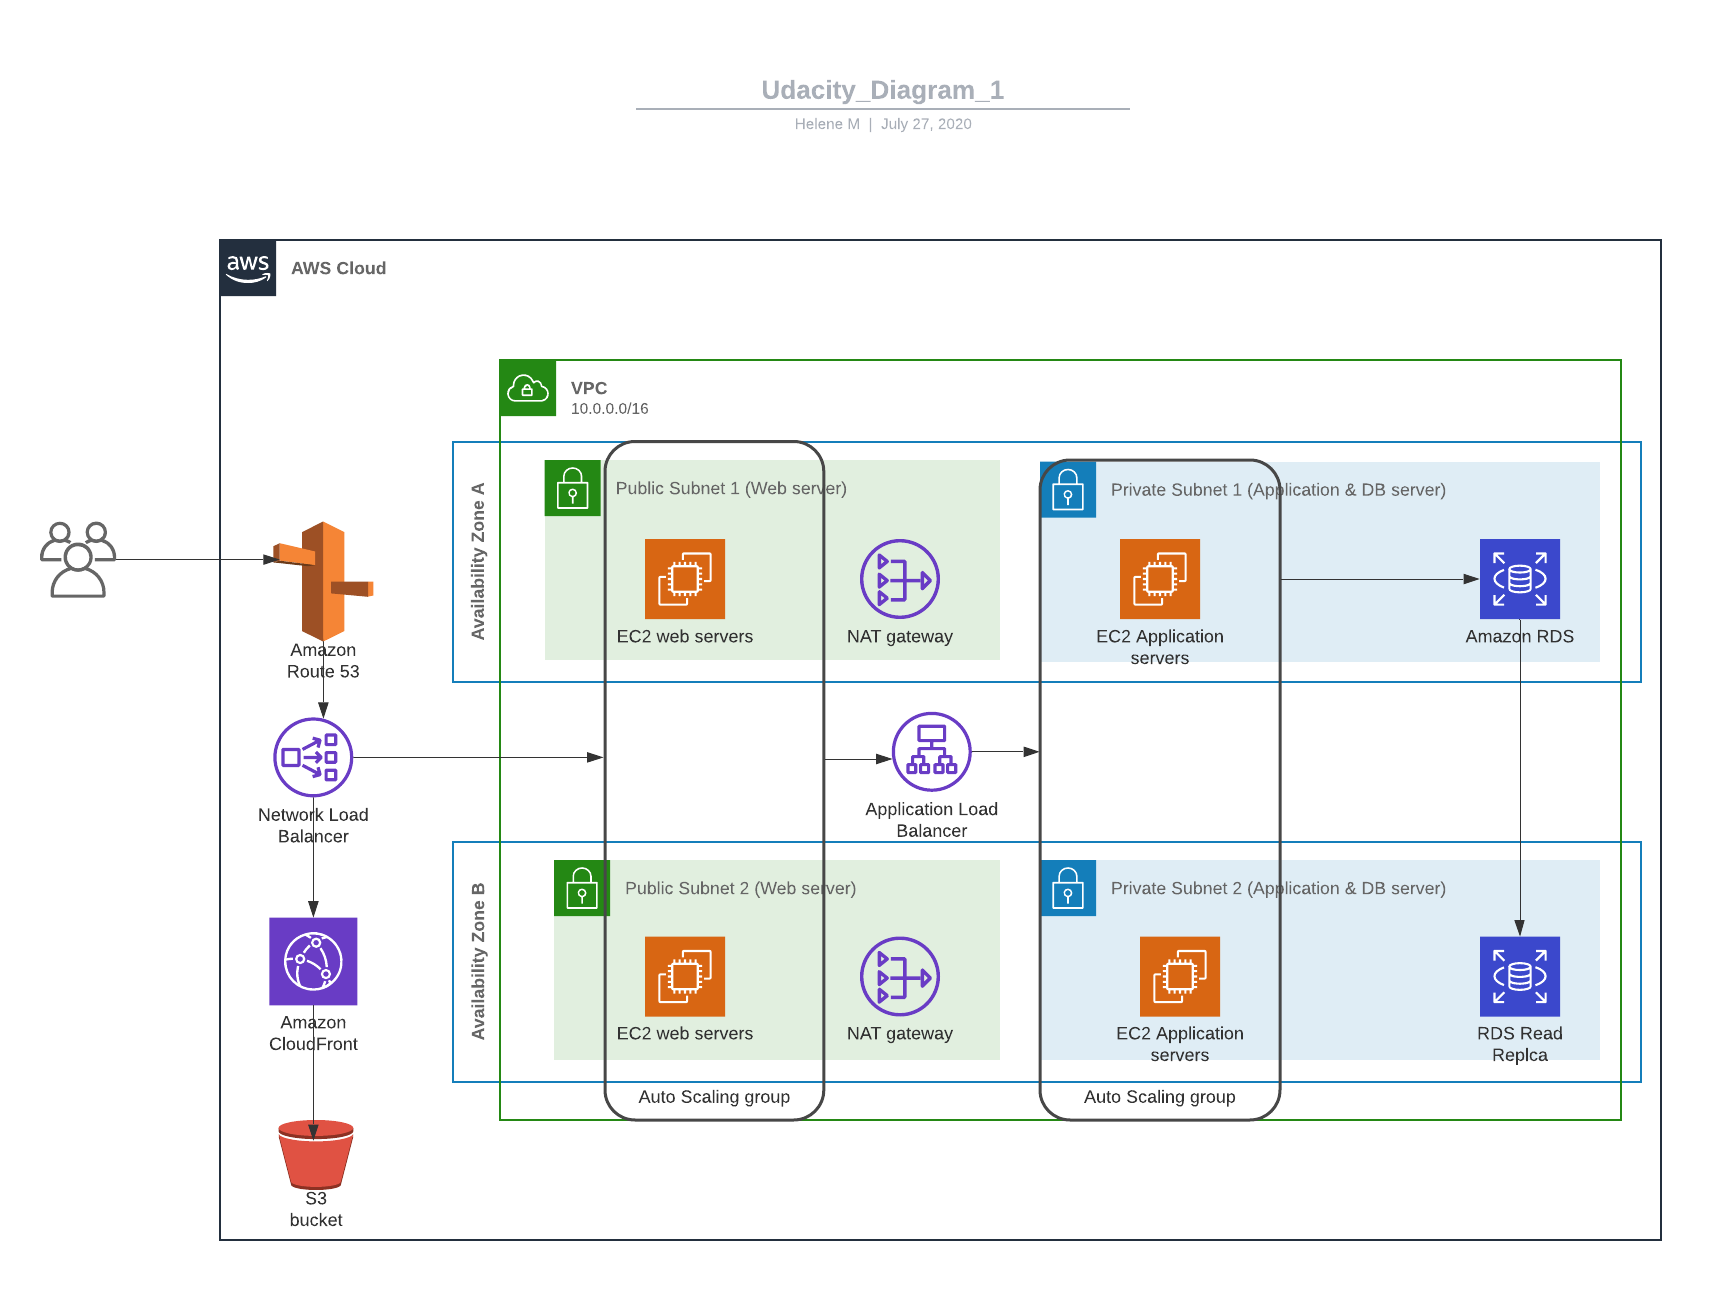 Udacity_Diagram_1
Helene M | July 27, 2020
aws
AWS Cloud
VPC
10.0.0.0/16
Availability Zone A
Public Subnet 1 (Web server)
EC2 web servers
NAT gateway
Private Subnet 1 (Application & DB server)
EC2 Application
servers
Amazon RDS
Amazon
Route 53
Network Load
Balancer
Application Load
Balancer
Availability Zone B
Public Subnet 2 (Web server)
EC2 web servers
NAT gateway
Private Subnet 2 (Application & DB server)
EC2 Application
servers
RDS Read
Replca
Auto Scaling group
Auto Scaling group
Amazon
CloudFront
S3
bucket